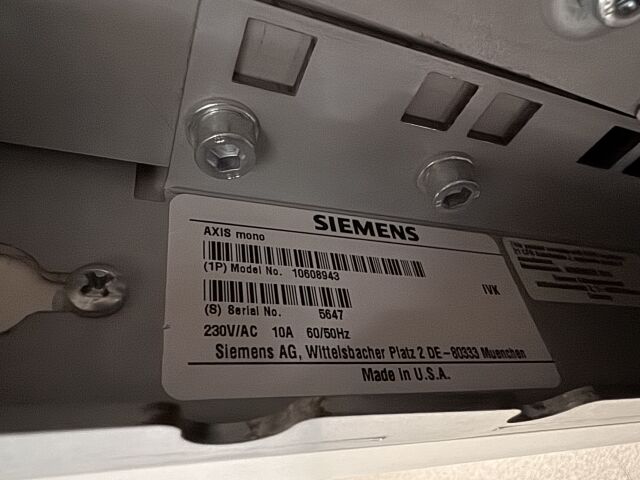 SIEMENS
AXIS mono
(1P) Model No. 10608943
IVK
(S) Serial No. 5647
230V/AC 10A 60/50Hz
Siemens AG, Wittelsbacher Platz 2 DE-80333 Muenchen
Made in U.S.A.